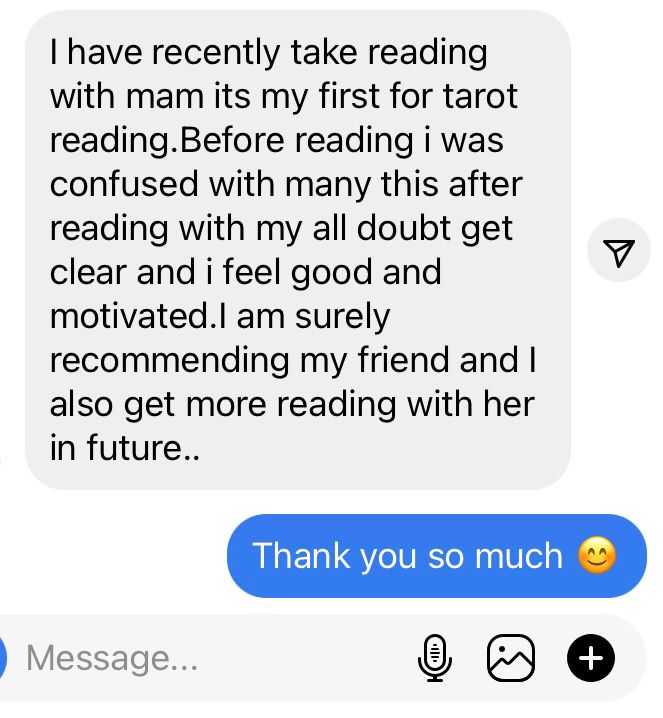 I have recently take reading
with mam its my first for tarot
reading.Before reading i was
confused with many this after
reading with my all doubt get
clear and i feel good and
motivated.I am surely
recommending my friend and I
also get more reading with her
in future..
Thank you so much 😊
Message...